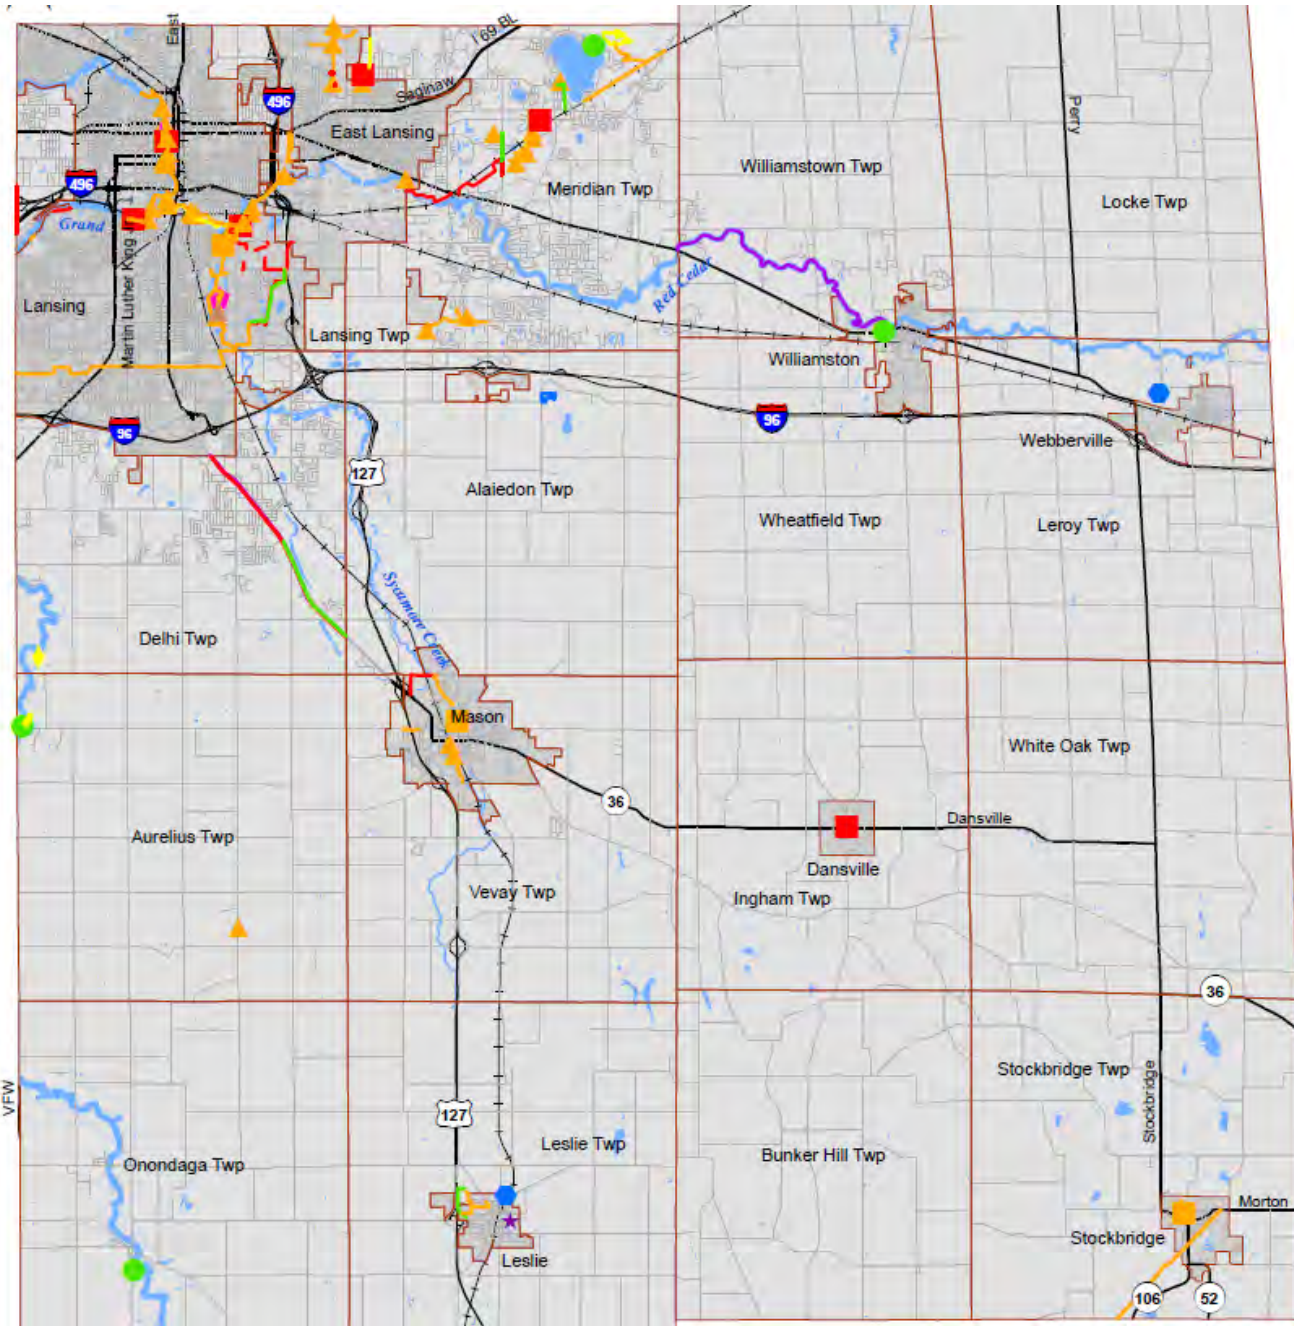 East
I 69 BL
Saginaw
496
East Lansing
Perry
Williamstown Twp
496
Meridian Twp
Locke Twp
Grand
Red Cedar
Martin Luther King Jr
Lansing
Lansing Twp
Williamston
96
96
Webberville
127
Alaiedon Twp
Wheatfield Twp
Leroy Twp
Sycamore Creek
Delhi Twp
Mason
White Oak Twp
36
Dansville
Aurelius Twp
Dansville
Vevay Twp
Ingham Twp
36
Stockbridge Twp
VFW
127
Stockbridge
Leslie Twp
Bunker Hill Twp
Onondaga Twp
Morton
Stockbridge
Leslie
106
52